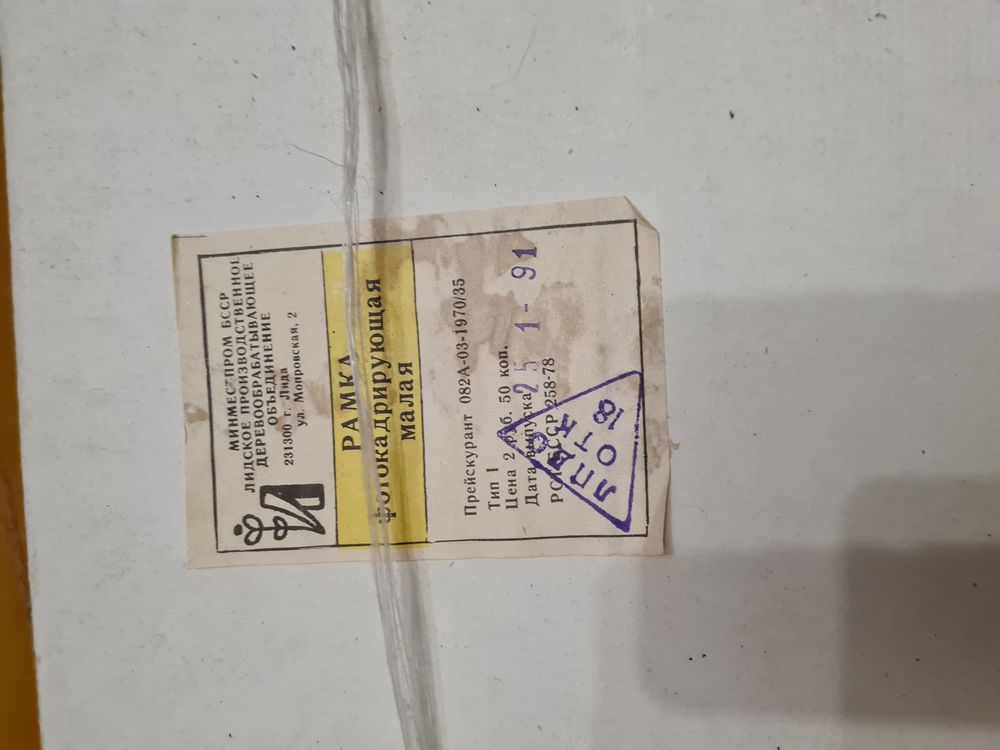 МИНМЕСТПРОМ БССР
ЛИДСКОЕ ПРОИЗВОДСТВЕННОЕ
ДЕРЕВООБРАБАТЫВАЮЩЕЕ
ОБЪЕДИНЕНИЕ
231300 г. Лида
ул. Мопровская, 2
РАМКА
фотокадрирующая
малая
Прейскурант 082А-03-1970/35
Тип I
Цена 2 руб. 50 коп.
Дата выпуска 25 1- 91
РСТ БССР 258-78
ЛПДО
ОТК
18